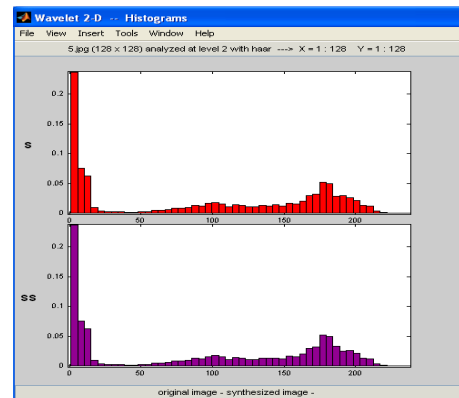 Wavelet 2-D -- Histograms
File View Insert Tools Window Help
5.jpg (128 x 128) analyzed at level 2 with haar ---> X = 1 : 128 Y = 1 : 128
0.2
0.15
s
0.1
0.05
0
0 50 100 150 200
0.2
0.15
ss
0.1
0.05
0
0 50 100 150 200
original image - synthesized image -